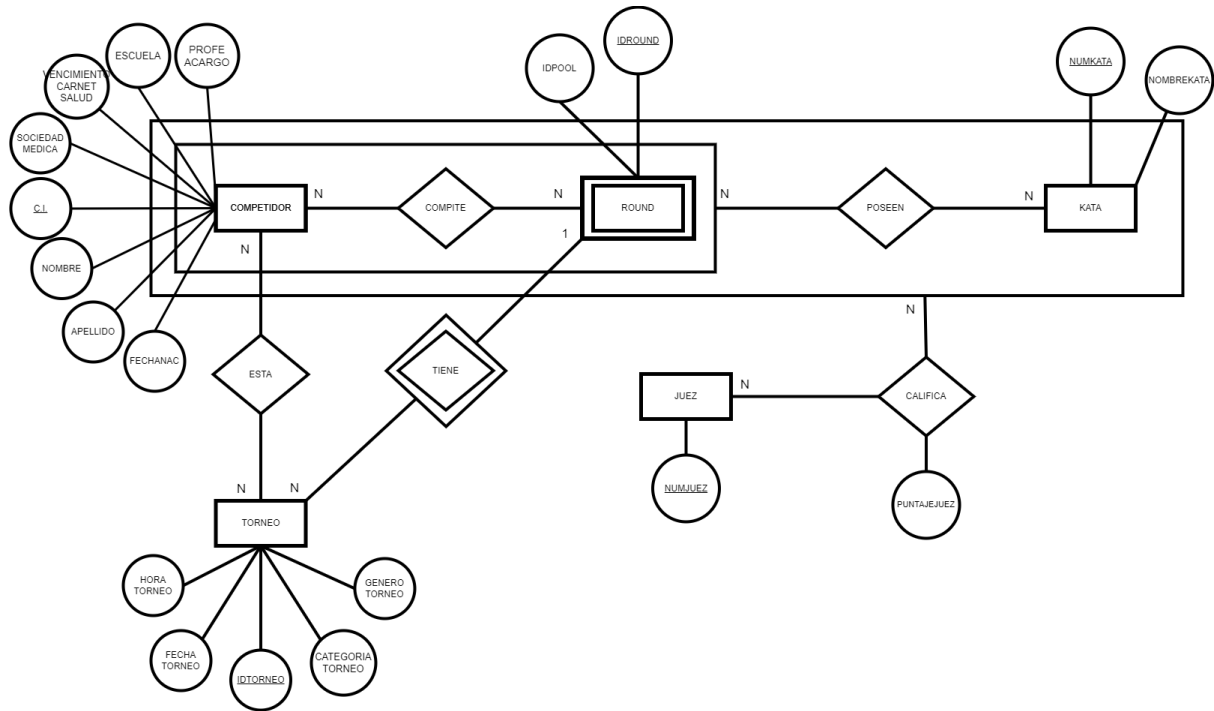 PROFE
ACARGO
ESCUELA
VENCIMIENTO
CARNET
SALUD
SOCIEDAD
MEDICA
C.I.
NOMBRE
APELLIDO
FECHANAC
IDPOOL
IDROUND
NUMKATA
NOMBREKATA
COMPETIDOR
N
COMPITE
N
ROUND
N
POSEEN
N
KATA
N
1
N
ESTA
TIENE
JUEZ
N
CALIFICA
NUMJUEZ
PUNTAJEJUEZ
N
N
TORNEO
HORA
TORNEO
GENERO
TORNEO
FECHA
TORNEO
IDTORNEO
CATEGORIA
TORNEO